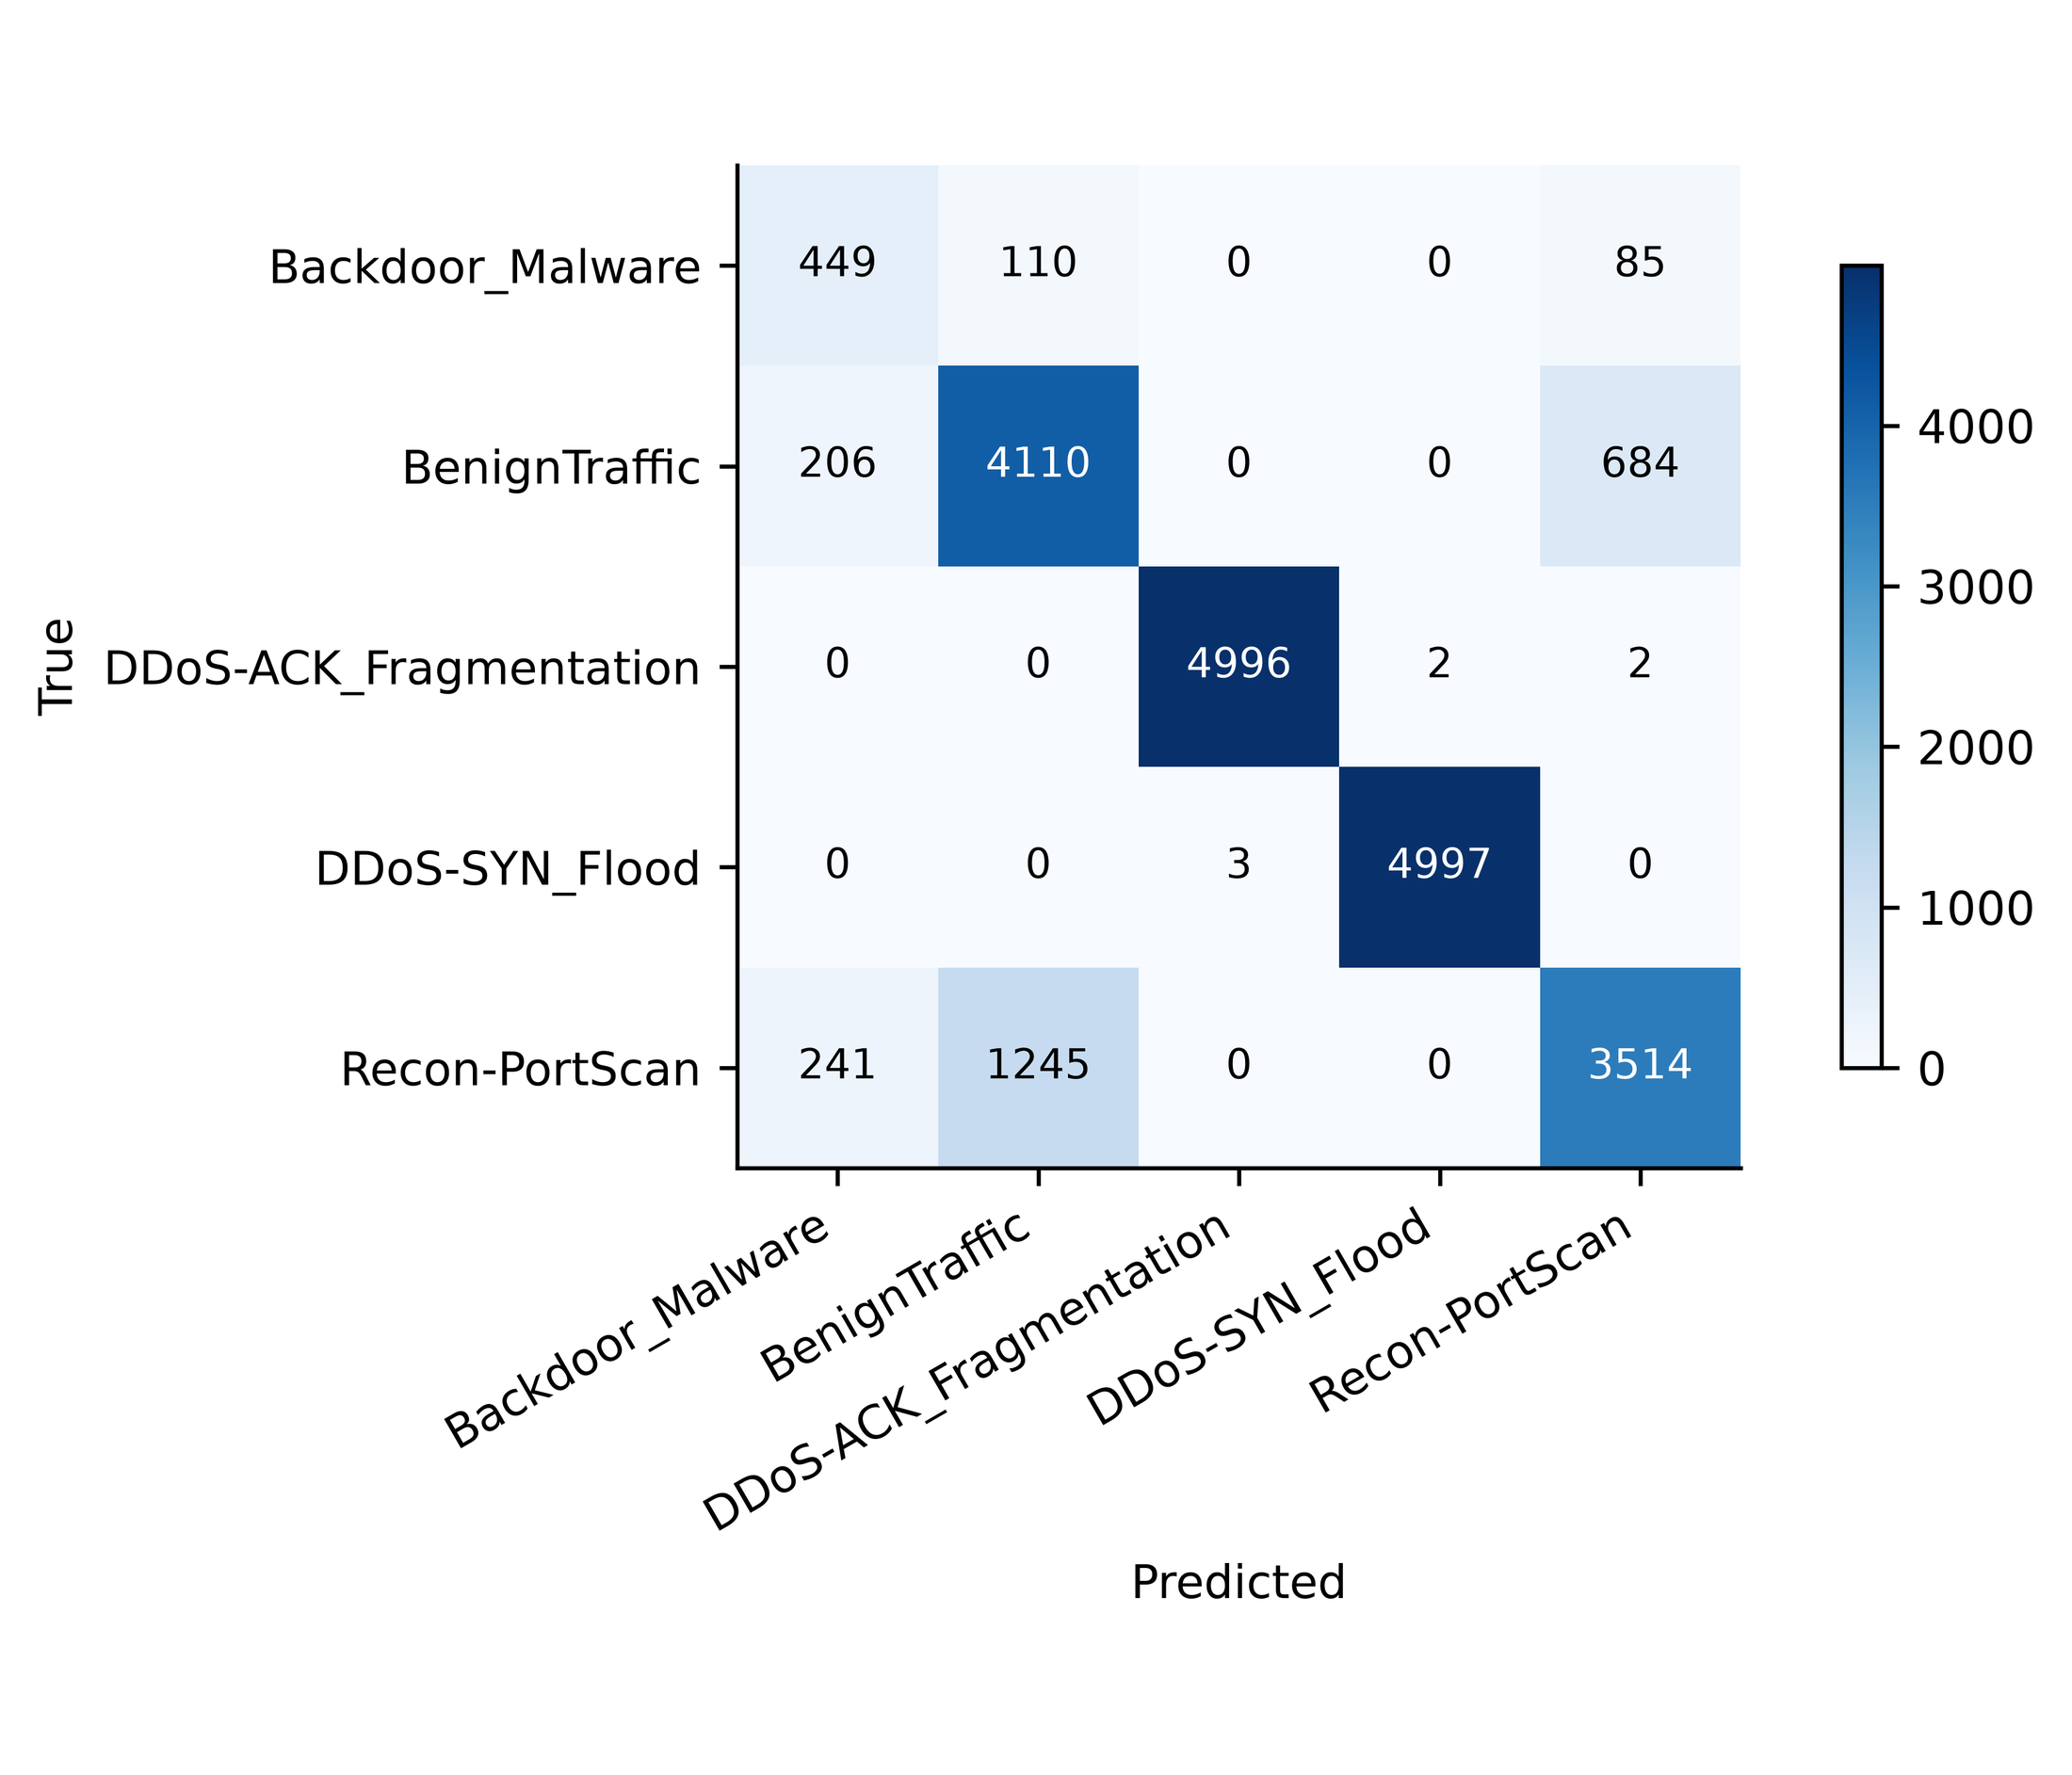 Backdoor_Malware 449 110 0 0 85
BenignTraffic 206 4110 0 0 684
DDoS-ACK_Fragmentation 0 0 4996 2 2
DDoS-SYN_Flood 0 0 3 4997 0
Recon-PortScan 241 1245 0 0 3514
True
Backdoor_Malware
BenignTraffic
DDoS-ACK_Fragmentation
DDoS-SYN_Flood
Recon-PortScan
Predicted
4000
3000
2000
1000
0